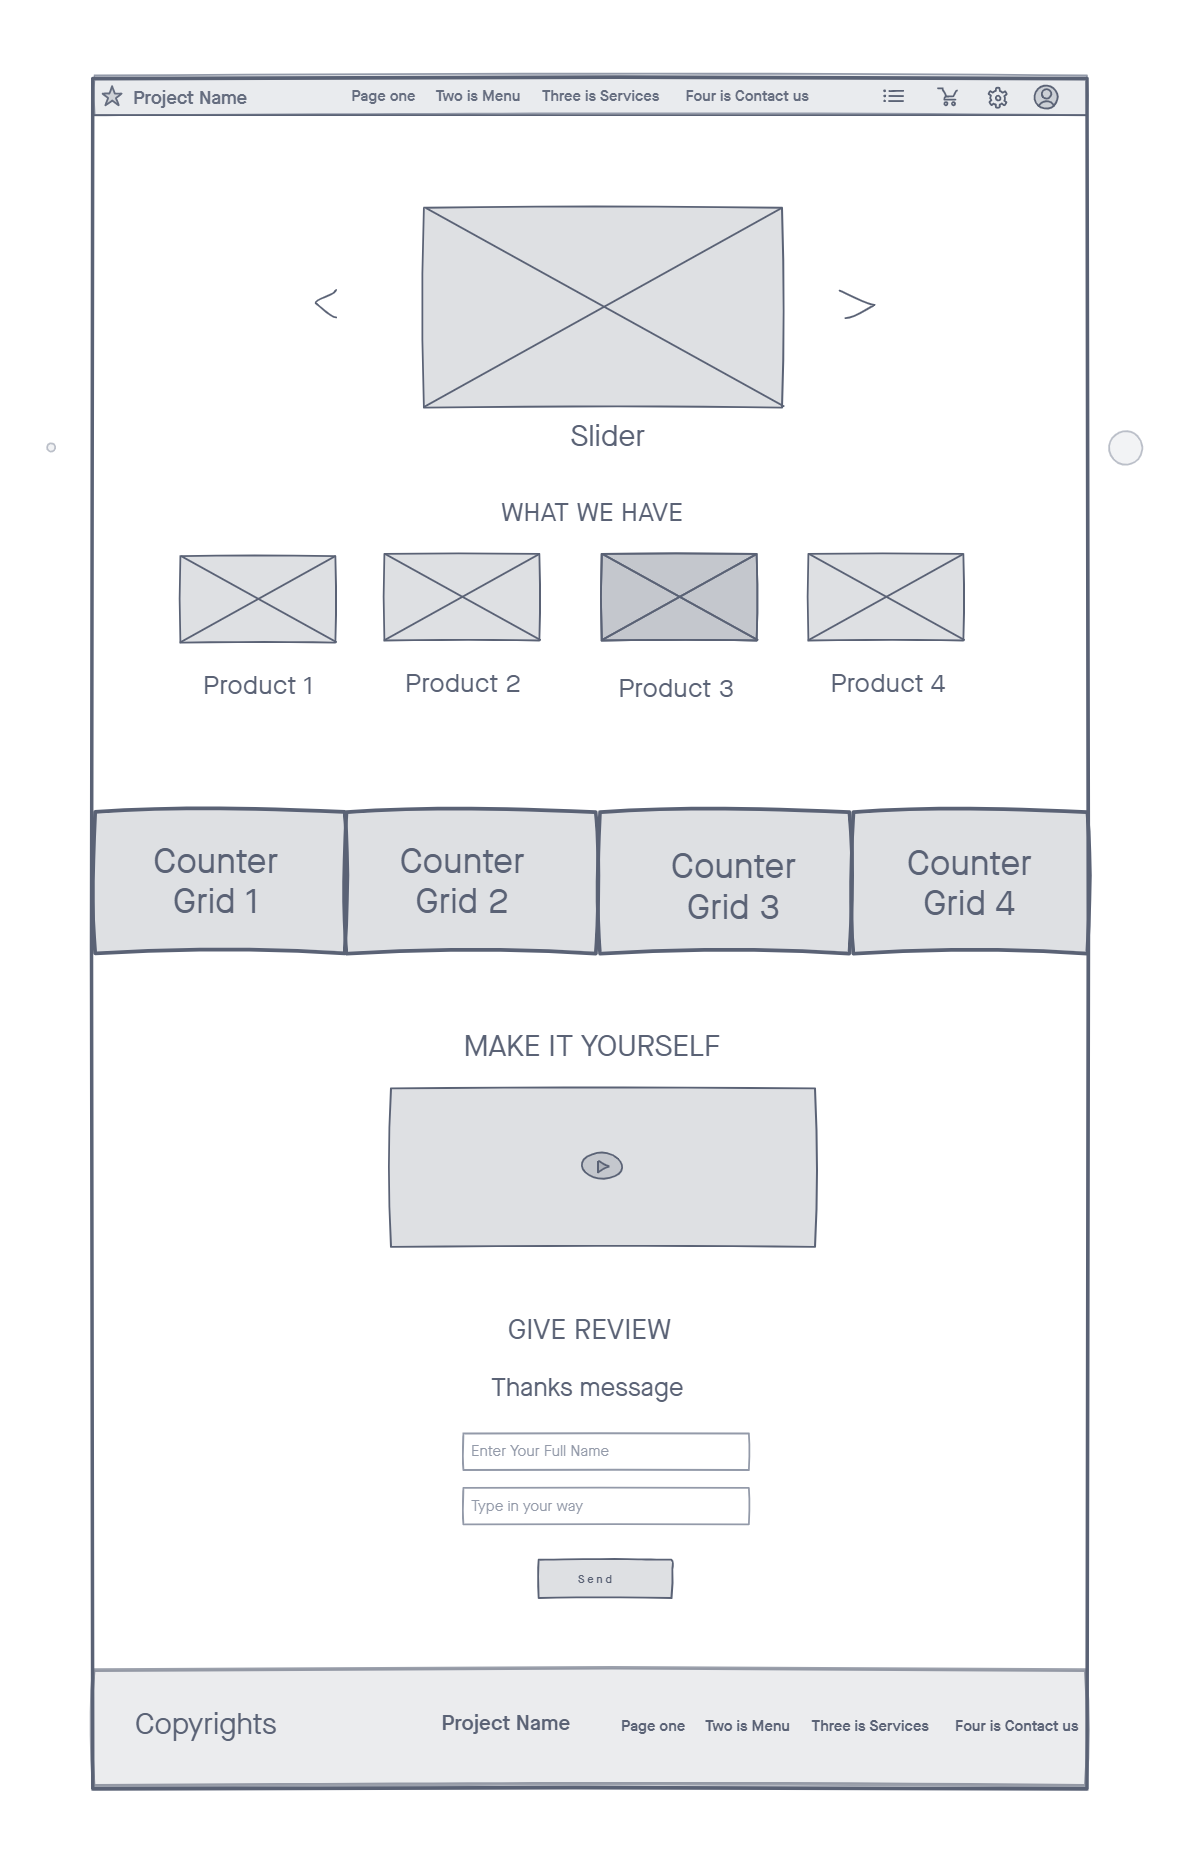 Project Name
Page one
Two is Menu
Three is Services
Four is Contact us
Slider
WHAT WE HAVE
Product 1
Product 2
Product 3
Product 4
Counter
Grid 1
Counter
Grid 2
Counter
Grid 3
Counter
Grid 4
MAKE IT YOURSELF
GIVE REVIEW
Thanks message
Enter Your Full Name
Type in your way
Send
Copyrights
Project Name
Page one
Two is Menu
Three is Services
Four is Contact us